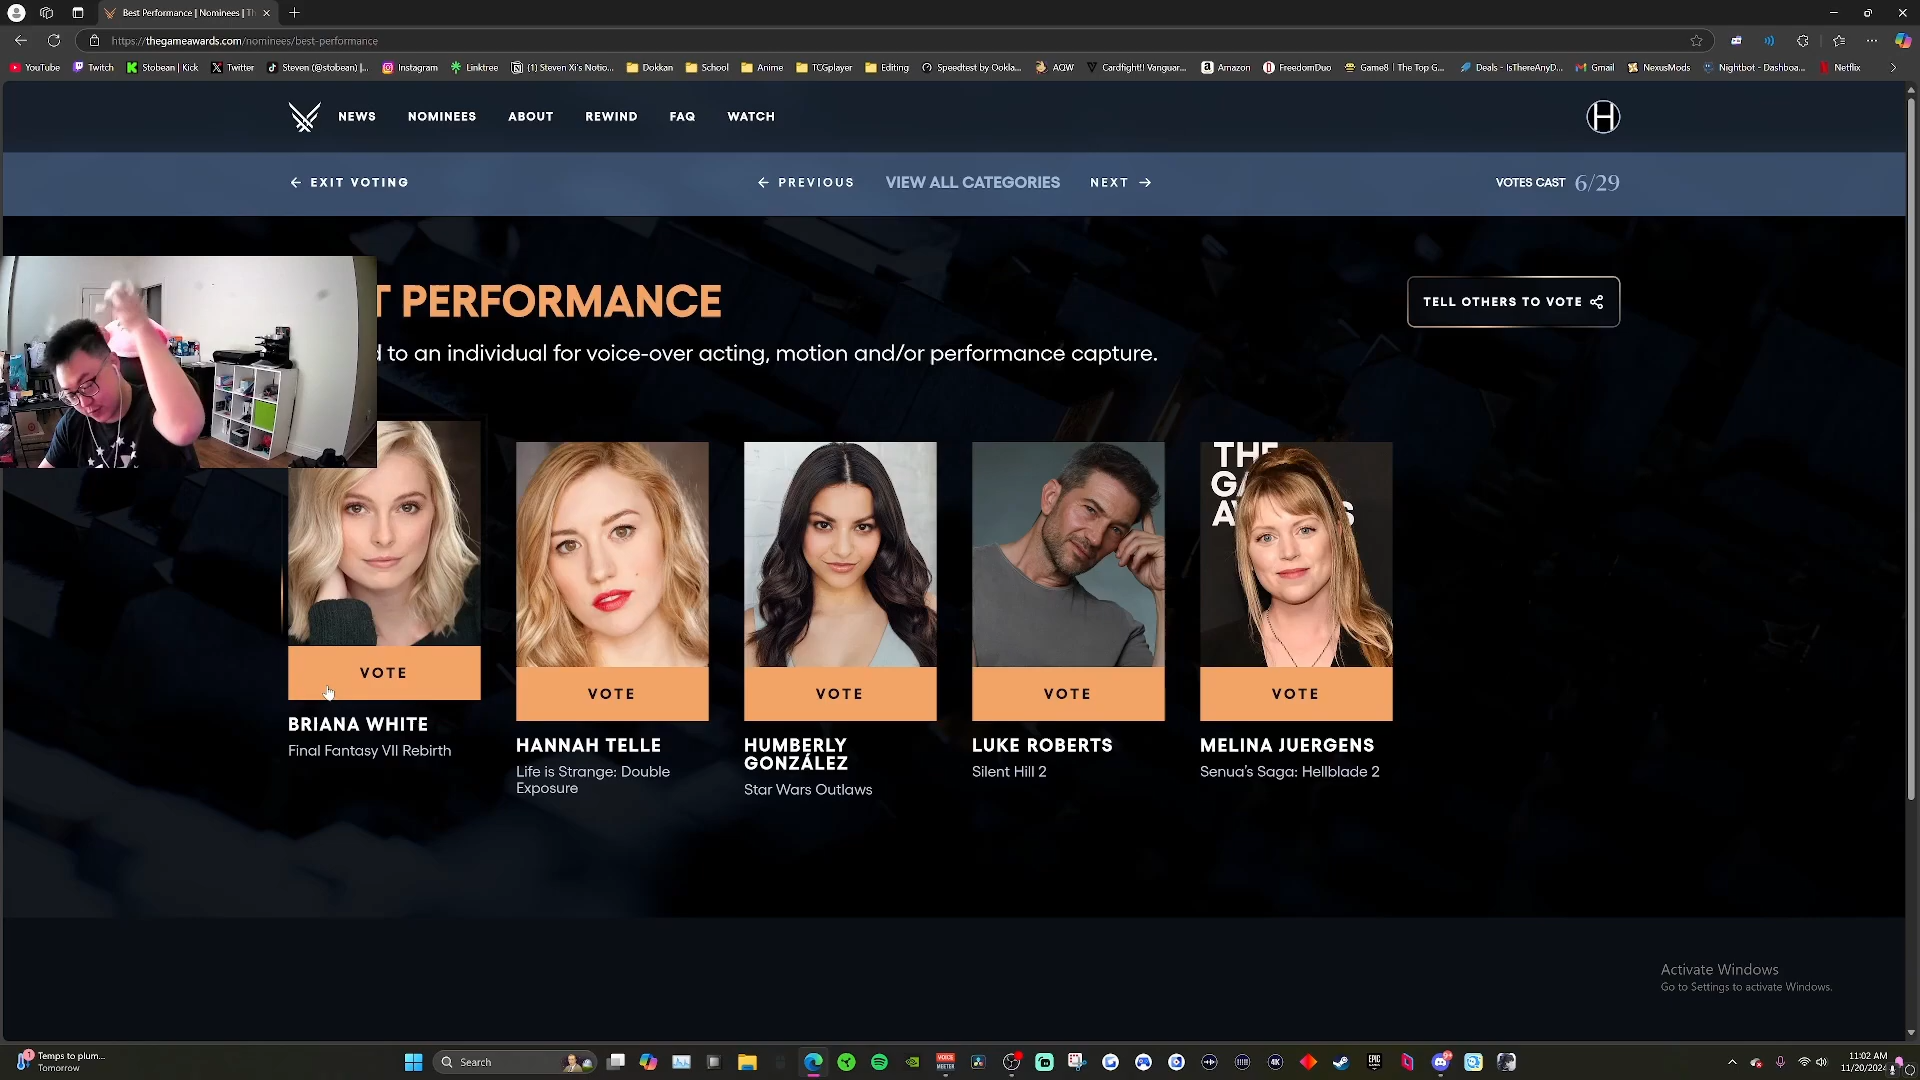 Best Performance | Nominees | Th
https://thegameawards.com/nominees/best-performance
YouTube
Twitch
Stobean | Kick
Twitter
Steven (@stobean) |...
Instagram
Linktree
(1) Steven Xi's Notio...
Dokkan
School
Anime
TCGplayer
Editing
Speedtest by Ookla...
AQW
Cardfight!! Vanguar...
Amazon
FreedomDuo
Game8 | The Top G...
Deals - IsThereAnyD...
Gmail
NexusMods
Nightbot - Dashboa...
Netflix
NEWS
NOMINEES
ABOUT
REWIND
FAQ
WATCH
H
EXIT VOTING
PREVIOUS
VIEW ALL CATEGORIES
NEXT
VOTES CAST 6/29
T PERFORMANCE
TELL OTHERS TO VOTE
d to an individual for voice-over acting, motion and/or performance capture.
VOTE
BRIANA WHITE
Final Fantasy VII Rebirth
VOTE
HANNAH TELLE
Life is Strange: Double
Exposure
VOTE
HUMBERLY
GONZÁLEZ
Star Wars Outlaws
VOTE
LUKE ROBERTS
Silent Hill 2
VOTE
MELINA JUERGENS
Senua's Saga: Hellblade 2
Activate Windows
Go to Settings to activate Windows.
Temps to plum...
Tomorrow
Search
11:02 AM
11/20/2024